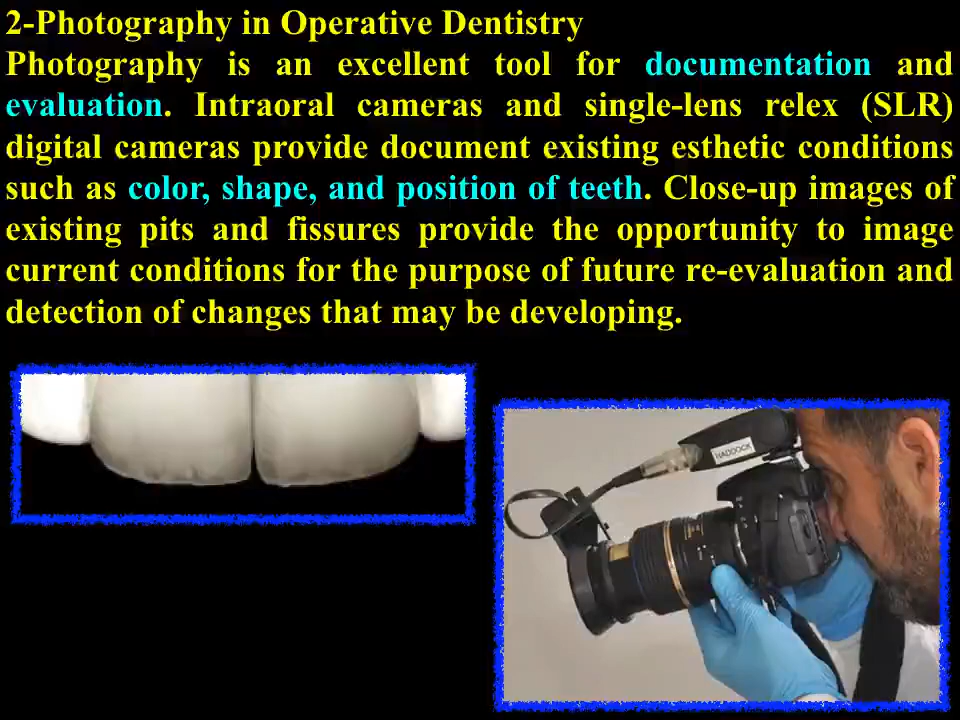 2-Photography in Operative Dentistry
Photography is an excellent tool for documentation and
evaluation. Intraoral cameras and single-lens relex (SLR)
digital cameras provide document existing esthetic conditions
such as color, shape, and position of teeth. Close-up images of
existing pits and fissures provide the opportunity to image
current conditions for the purpose of future re-evaluation and
detection of changes that may be developing.
HADDOCK